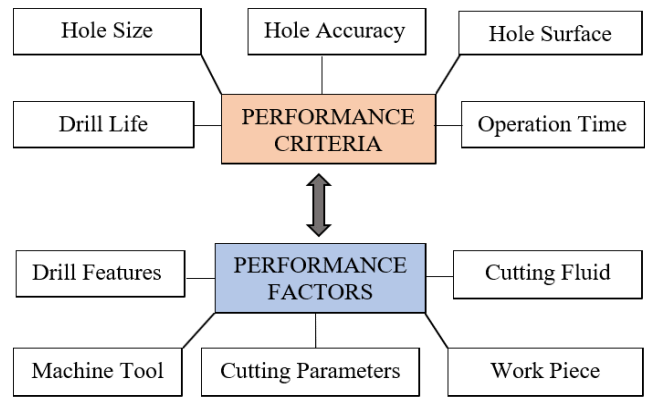 Hole Size
Hole Accuracy
Hole Surface
Drill Life
PERFORMANCE
CRITERIA
Operation Time
Drill Features
PERFORMANCE
FACTORS
Cutting Fluid
Machine Tool
Cutting Parameters
Work Piece